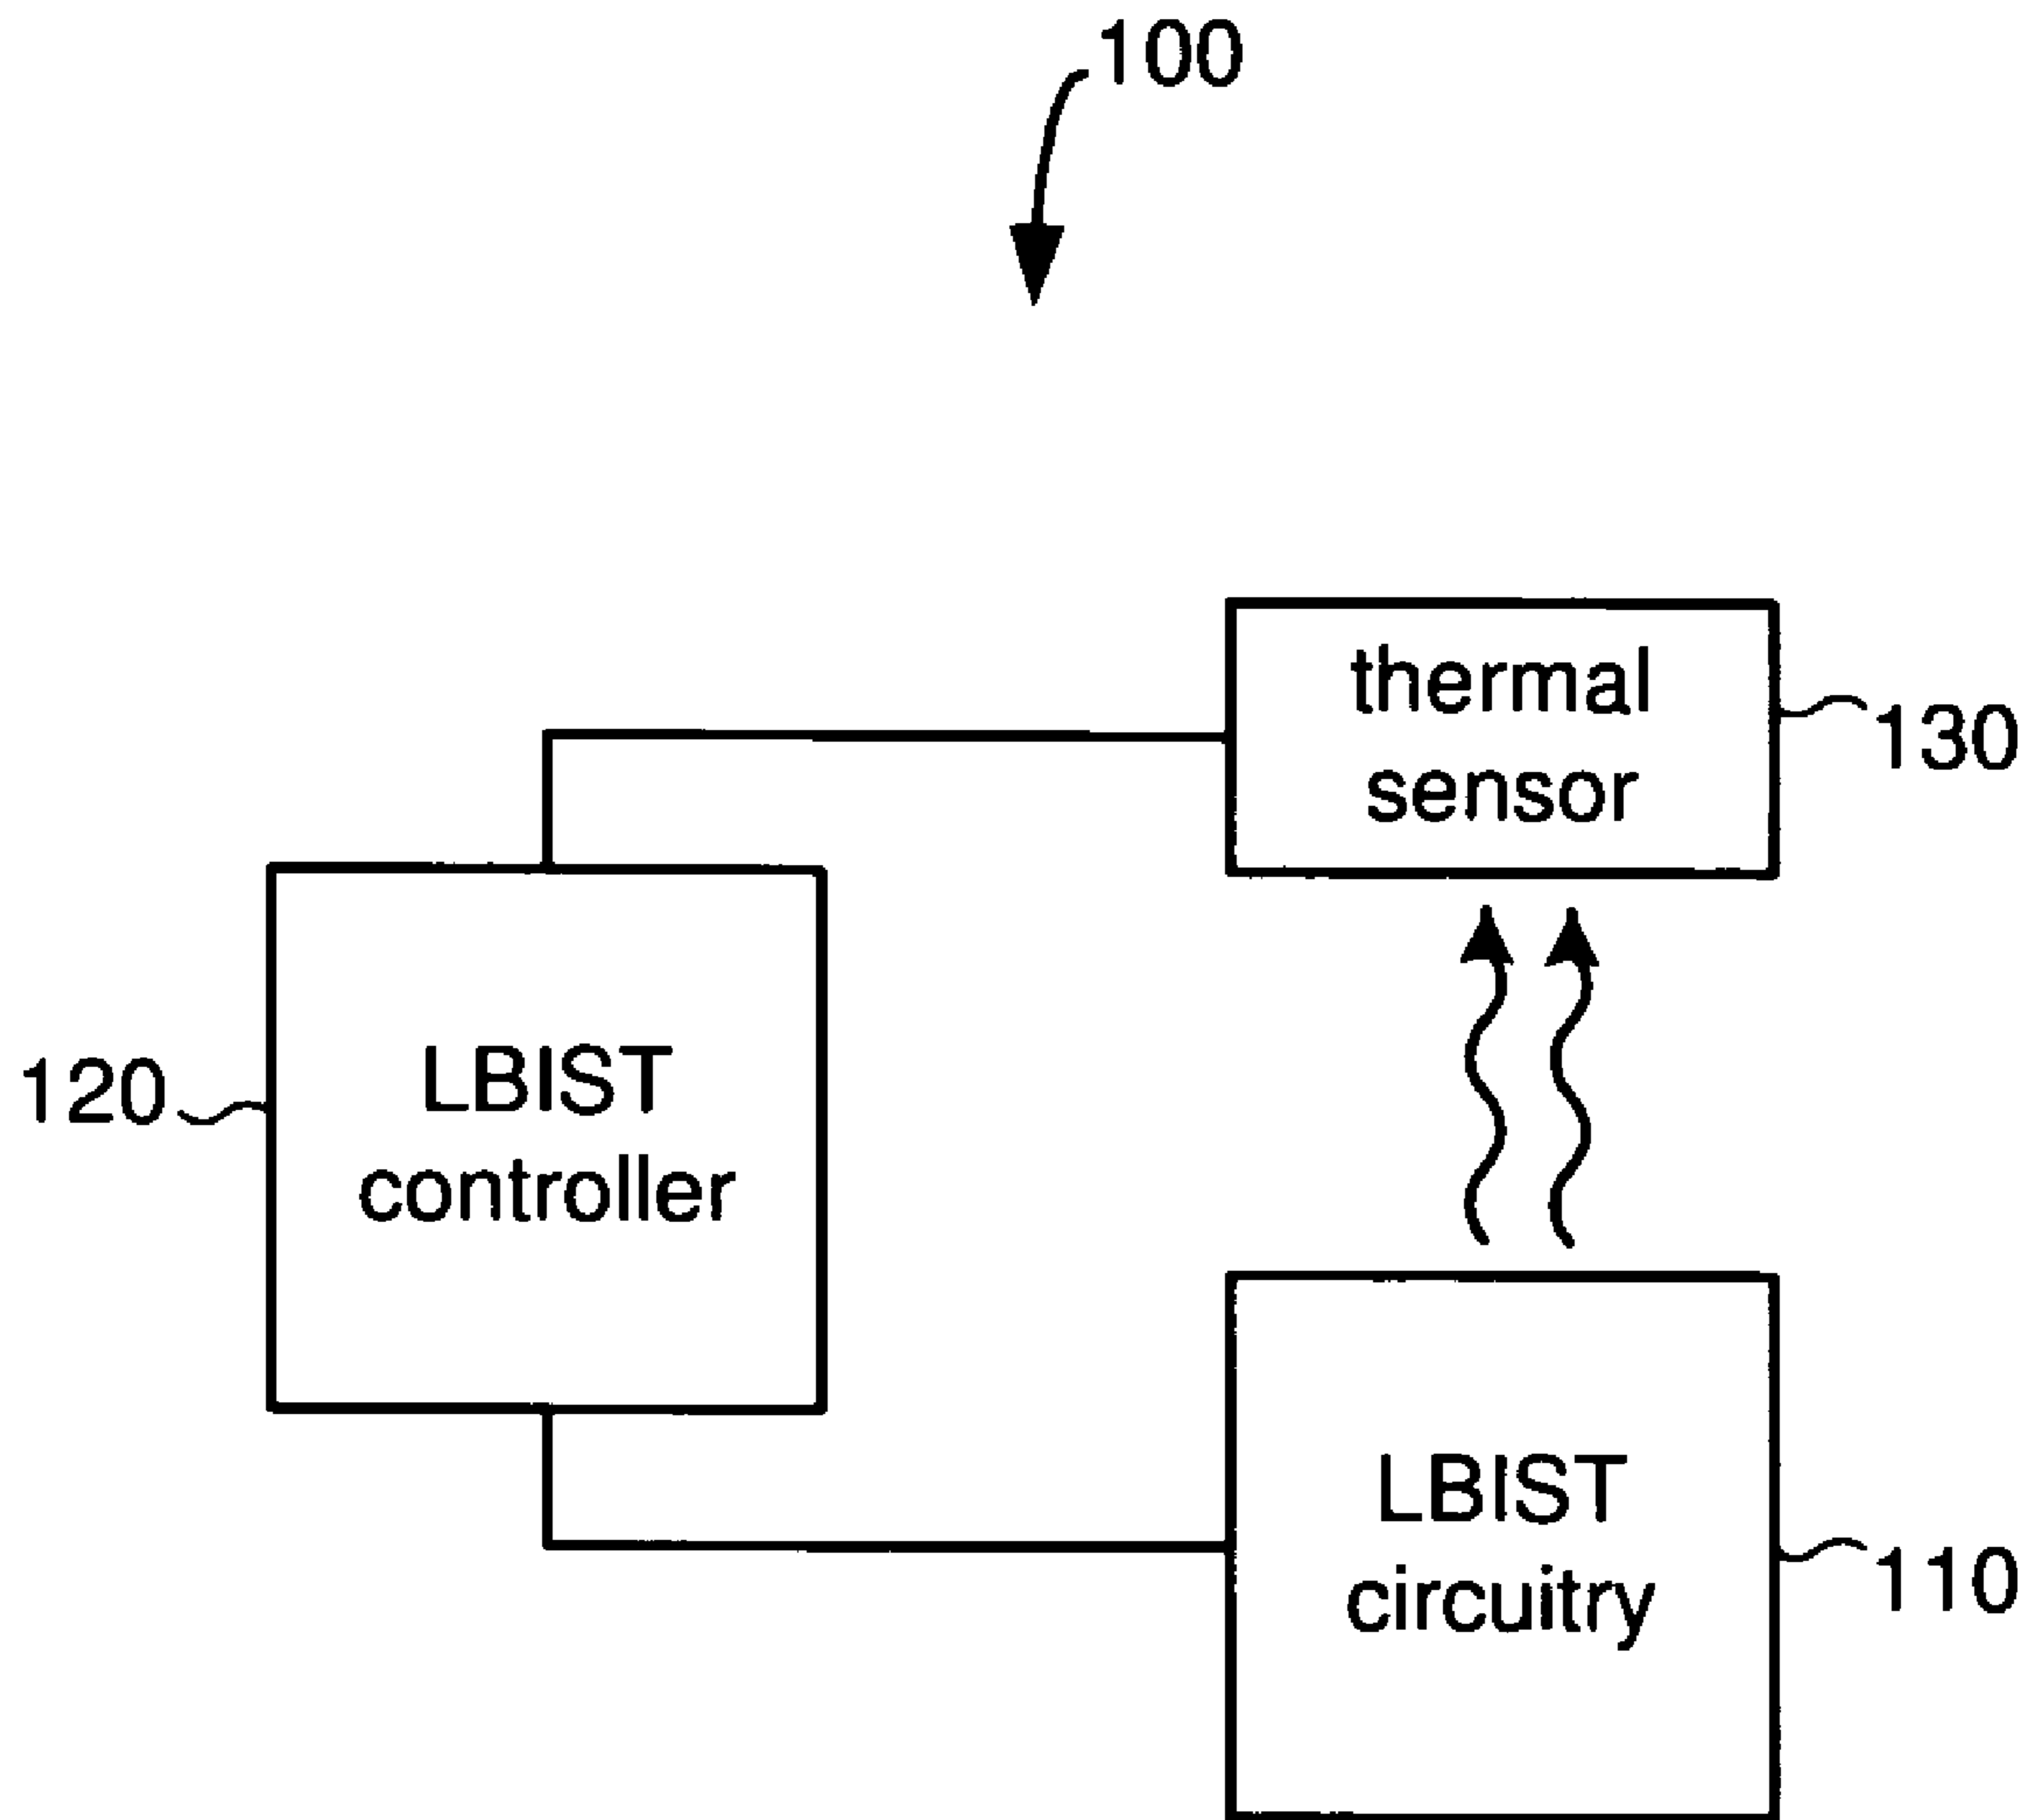 100
thermal
sensor
130
120
LBIST
controller
LBIST
circuitry
110